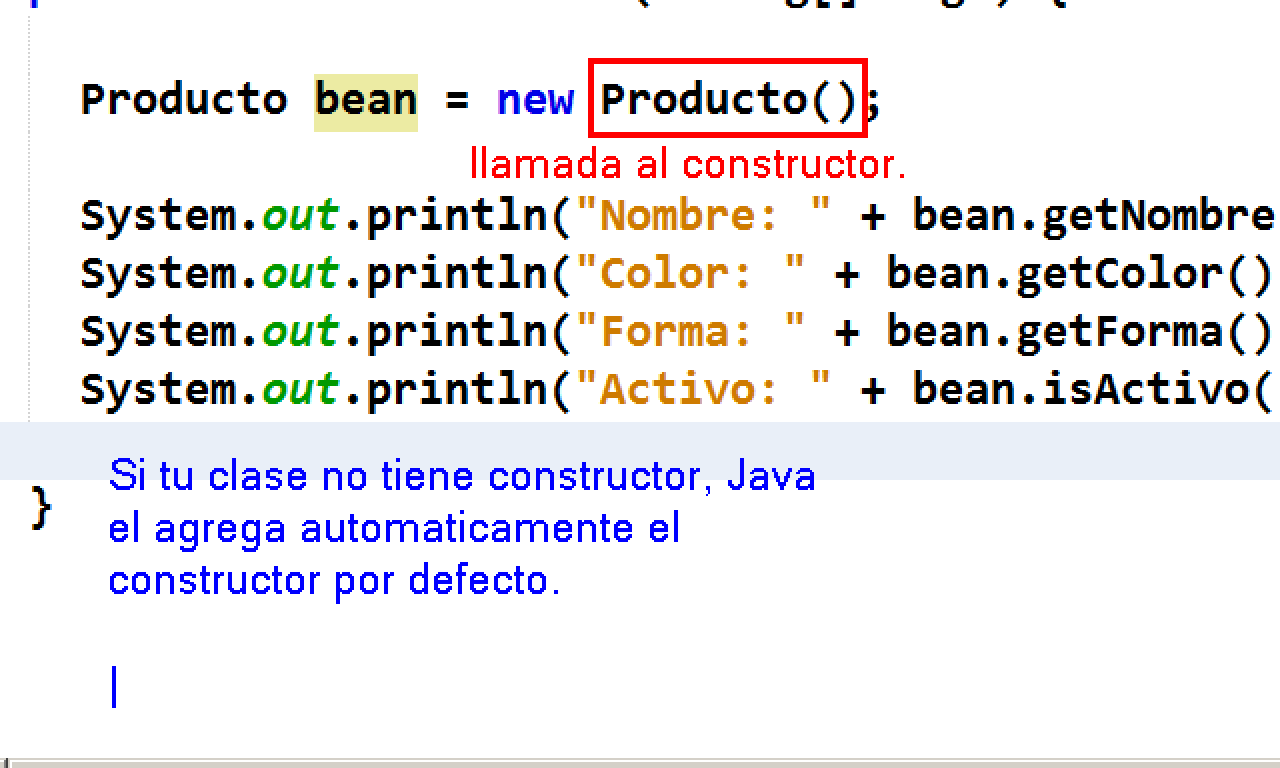 Producto bean = new Producto();
llamada al constructor.
System.out.println("Nombre: " + bean.getNombre
System.out.println("Color: " + bean.getColor()
System.out.println("Forma: " + bean.getForma()
System.out.println("Activo: " + bean.isActivo(
Si tu clase no tiene constructor, Java
}
el agrega automaticamente el
constructor por defecto.